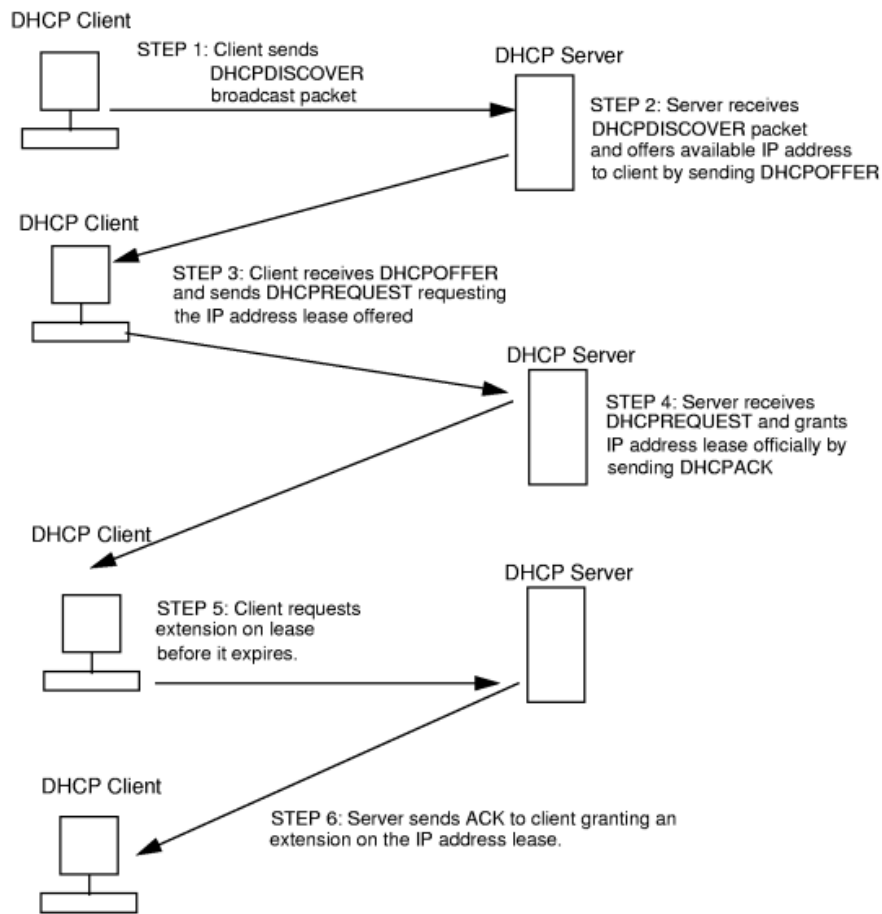 DHCP Client
STEP 1: Client sends
DHCPDISCOVER
broadcast packet
DHCP Server
STEP 2: Server receives
DHCPDISCOVER packet
and offers available IP address
to client by sending DHCPOFFER
DHCP Client
STEP 3: Client receives DHCPOFFER
and sends DHCPREQUEST requesting
the IP address lease offered
DHCP Server
STEP 4: Server receives
DHCPREQUEST and grants
IP address lease officially by
sending DHCPACK
DHCP Client
STEP 5: Client requests
extension on lease
before it expires.
DHCP Server
DHCP Client
STEP 6: Server sends ACK to client granting an
extension on the IP address lease.